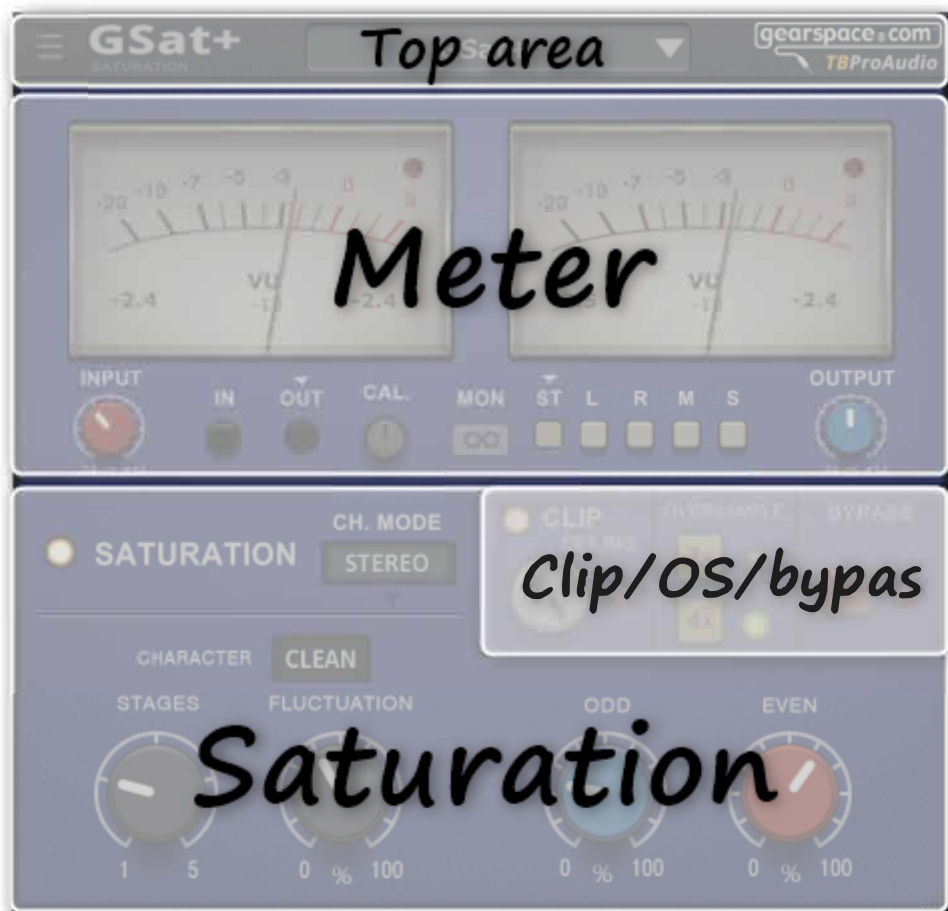 GSat+
SATURATION
Top area
gearspace.com
TBProAudio
-20 -10 -7 -5 -3 0
-20 -10 -7 -5 -3 0
Meter
VU
VU
-2.4 -2.4
-2.4
INPUT
OUTPUT
IN OUT CAL. MON ST L R M S
SATURATION
CH. MODE
STEREO
CLIP
OVERSAMPLE
BYPASS
Clip/OS/bypas
4x
CHARACTER CLEAN
STAGES FLUCTUATION ODD EVEN
Saturation
1 5 0 % 100 0 % 100 0 % 100